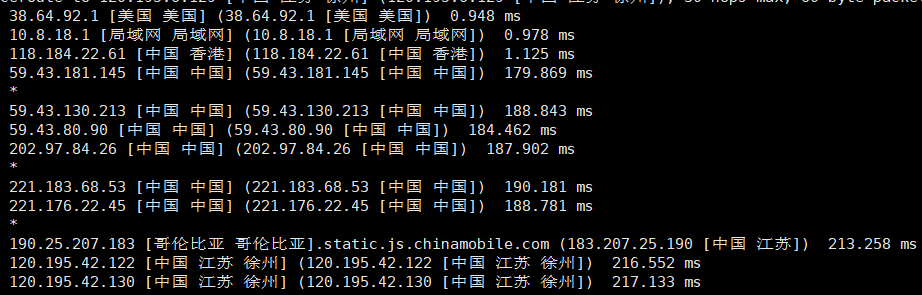 38.64.92.1 [美国 美国] (38.64.92.1 [美国 美国])  0.948 ms
10.8.18.1 [局域网 局域网] (10.8.18.1 [局域网 局域网])  0.978 ms
118.184.22.61 [中国 香港] (118.184.22.61 [中国 香港])  1.125 ms
59.43.181.145 [中国 中国] (59.43.181.145 [中国 中国])  179.869 ms
*
59.43.130.213 [中国 中国] (59.43.130.213 [中国 中国])  188.843 ms
59.43.80.90 [中国 中国] (59.43.80.90 [中国 中国])  184.462 ms
202.97.84.26 [中国 中国] (202.97.84.26 [中国 中国])  187.902 ms
*
221.183.68.53 [中国 中国] (221.183.68.53 [中国 中国])  190.181 ms
221.176.22.45 [中国 中国] (221.176.22.45 [中国 中国])  188.781 ms
*
190.25.207.183 [哥伦比亚 哥伦比亚].static.js.chinamobile.com (183.207.25.190 [中国 江苏])  213.258 ms
120.195.42.122 [中国 江苏 徐州] (120.195.42.122 [中国 江苏 徐州])  216.552 ms
120.195.42.130 [中国 江苏 徐州] (120.195.42.130 [中国 江苏 徐州])  217.133 ms